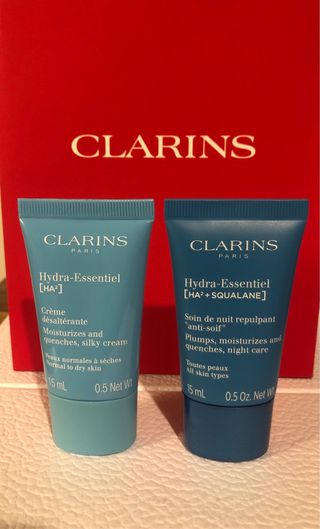 CLARINS
CLARINS
PARIS
Hydra-Essentiel
[HA²]
Crème
désaltérante
Moisturizes and
quenches, silky cream
Peaux normales à sèches
Normal to dry skin
15 mL 0.5 Net Wt
CLARINS
PARIS
Hydra-Essentiel
[HA² + SQUALANE]
Soin de nuit repulpant
"anti-soif"
Plumps, moisturizes and
quenches, night care
Toutes peaux
All skin types
15 mL 0.5 Oz. Net Wt